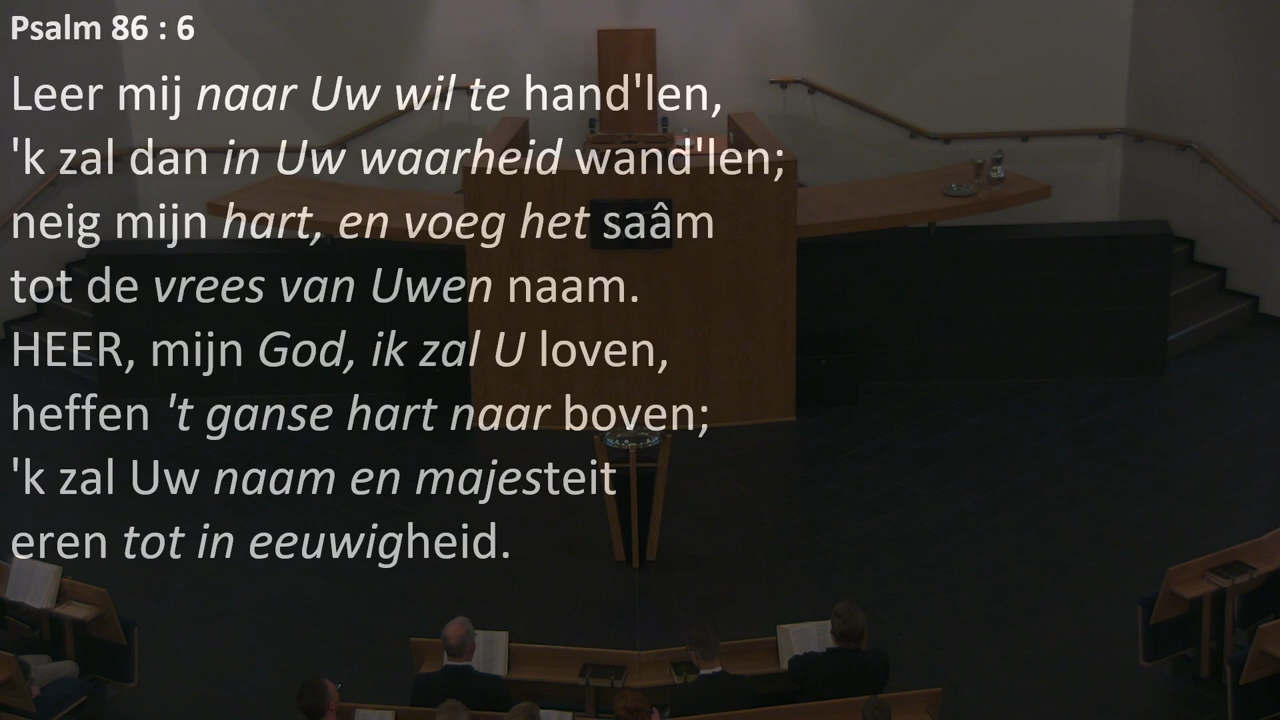 Psalm 86 : 6
Leer mij naar Uw wil te hand'len,
'k zal dan in Uw waarheid wand'len;
neig mijn hart, en voeg het saâm
tot de vrees van Uwen naam.
HEER, mijn God, ik zal U loven,
heffen 't ganse hart naar boven;
'k zal Uw naam en majesteit
eren tot in eeuwigheid.